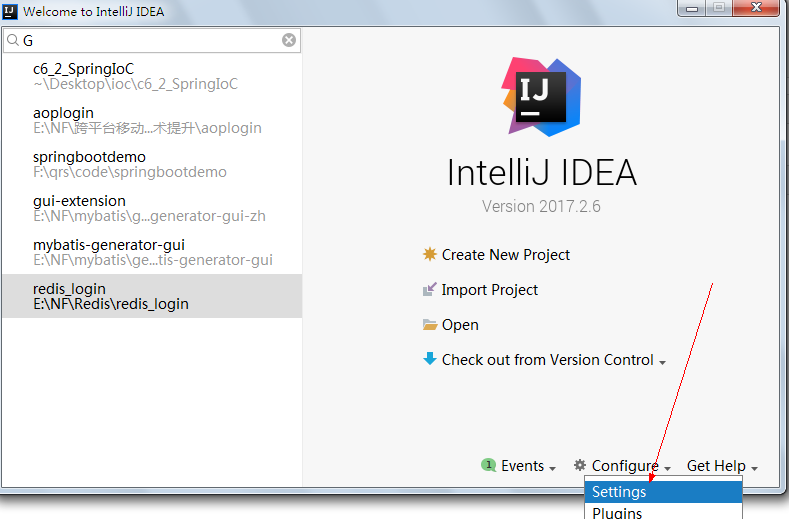 Welcome to IntelliJ IDEA
G
c6_2_SpringIoC
~\Desktop\ioc\c6_2_SpringIoC
aoplogin
E:\NF\跨平台移动...术提升\aoplogin
springbootdemo
F:\qrs\code\springbootdemo
gui-extension
E:\NF\mybatis\g...generator-gui-zh
mybatis-generator-gui
E:\NF\mybatis\ge...tis-generator-gui
redis_login
E:\NF\Redis\redis_login
IJ
IntelliJ IDEA
Version 2017.2.6
Create New Project
Import Project
Open
Check out from Version Control
1 Events Configure Get Help
Settings
Plugins